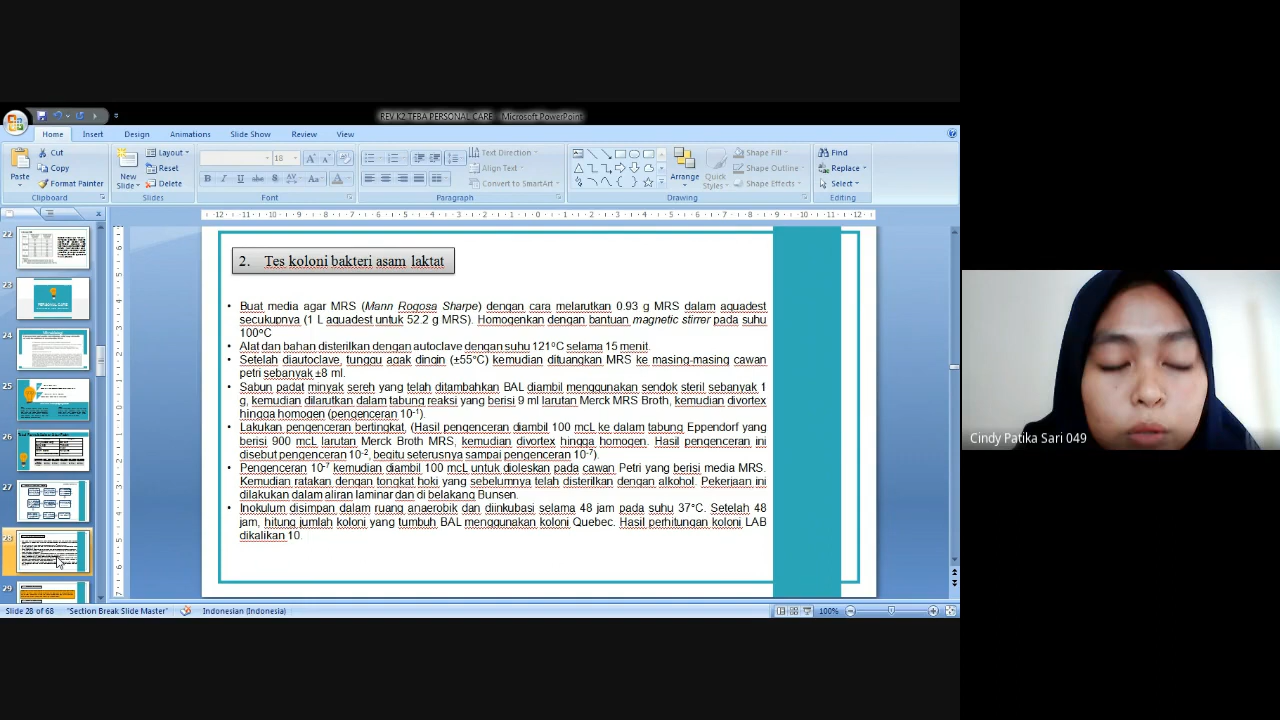 REV K2 TFBA PERSONAL CARE - Microsoft PowerPoint
Home Insert Design Animations Slide Show Review View
Paste
Cut
Copy
Format Painter
Clipboard
New Slide
Layout
Reset
Delete
Slides
18
Font
Text Direction
Align Text
Convert to SmartArt
Paragraph
Arrange
Quick Styles
Shape Fill
Shape Outline
Shape Effects
Drawing
Find
Replace
Select
Editing
22
23
PERSONAL CARE
24
25
26
27
28
29
2. Tes koloni bakteri asam laktat
• Buat media agar MRS (Mann Rogosa Sharpe) dengan cara melarutkan 0.93 g MRS dalam aquades
secukupnya (1 L aquadest untuk 52.2 g MRS). Homogenkan dengan bantuan magnetic stirrer pada suhu
100°C
• Alat dan bahan disterilkan dengan autoclave dengan suhu 121°C selama 15 menit.
• Setelah diautoclave, tunggu agak dingin (±55°C) kemudian dituangkan MRS ke masing-masing cawan
petri sebanyak ±8 ml.
• Sabun padat minyak sereh yang telah ditambahkan BAL diambil menggunakan sendok steril sebanyak 1
g, kemudian dilarutkan dalam tabung reaksi yang berisi 9 ml larutan Merck MRS Broth, kemudian divortex
hingga homogen (pengenceran 10⁻¹).
• Lakukan pengenceran bertingkat. (Hasil pengenceran diambil 100 mcL ke dalam tabung Eppendorf yang
berisi 900 mcL larutan Merck Broth MRS, kemudian divortex hingga homogen. Hasil pengenceran ini
disebut pengenceran 10⁻², begitu seterusnya sampai pengenceran 10⁻⁷).
• Pengenceran 10⁻⁷ kemudian diambil 100 mcL untuk dioleskan pada cawan Petri yang berisi media MRS.
Kemudian ratakan dengan tongkat hoki yang sebelumnya telah disterilkan dengan alkohol. Pekerjaan ini
dilakukan dalam aliran laminar dan di belakang Bunsen.
• Inokulum disimpan dalam ruang anaerobik dan diinkubasi selama 48 jam pada suhu 37°C. Setelah 48
jam, hitung jumlah koloni yang tumbuh BAL menggunakan koloni Quebec. Hasil perhitungan koloni LAB
dikalikan 10.
Cindy Patika Sari 049
Slide 28 of 68 "Section Break Slide Master" Indonesian (Indonesia) 100%